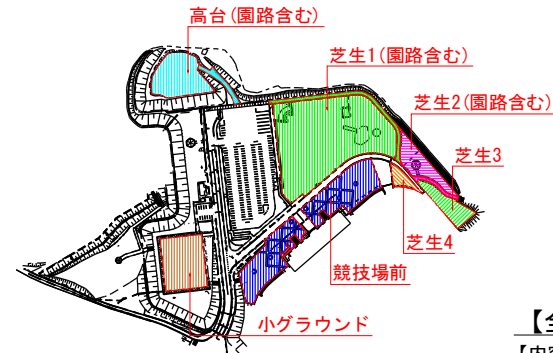 高台(園路含む)
芝生1(園路含む)
芝生2(園路含む)
芝生3
芝生4
競技場前
小グラウンド